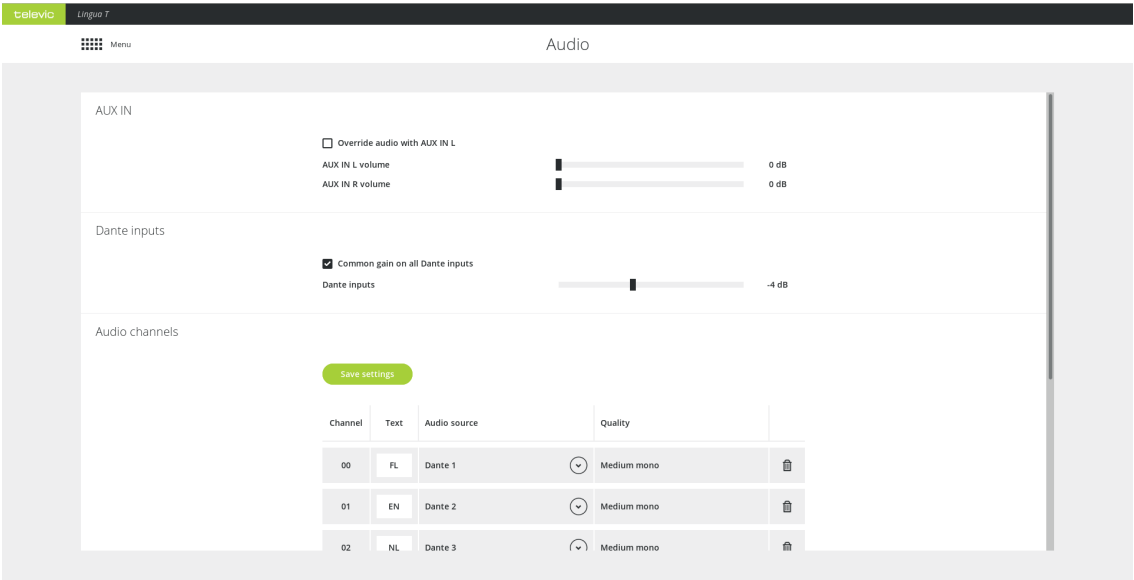 televic Lingua T
Menu Audio
AUX IN
Override audio with AUX IN L
AUX IN L volume 0 dB
AUX IN R volume 0 dB
Dante inputs
Common gain on all Dante inputs
Dante inputs -4 dB
Audio channels
Save settings
Channel Text Audio source Quality
00 FL Dante 1 Medium mono
01 EN Dante 2 Medium mono
02 NL Dante 3 Medium mono